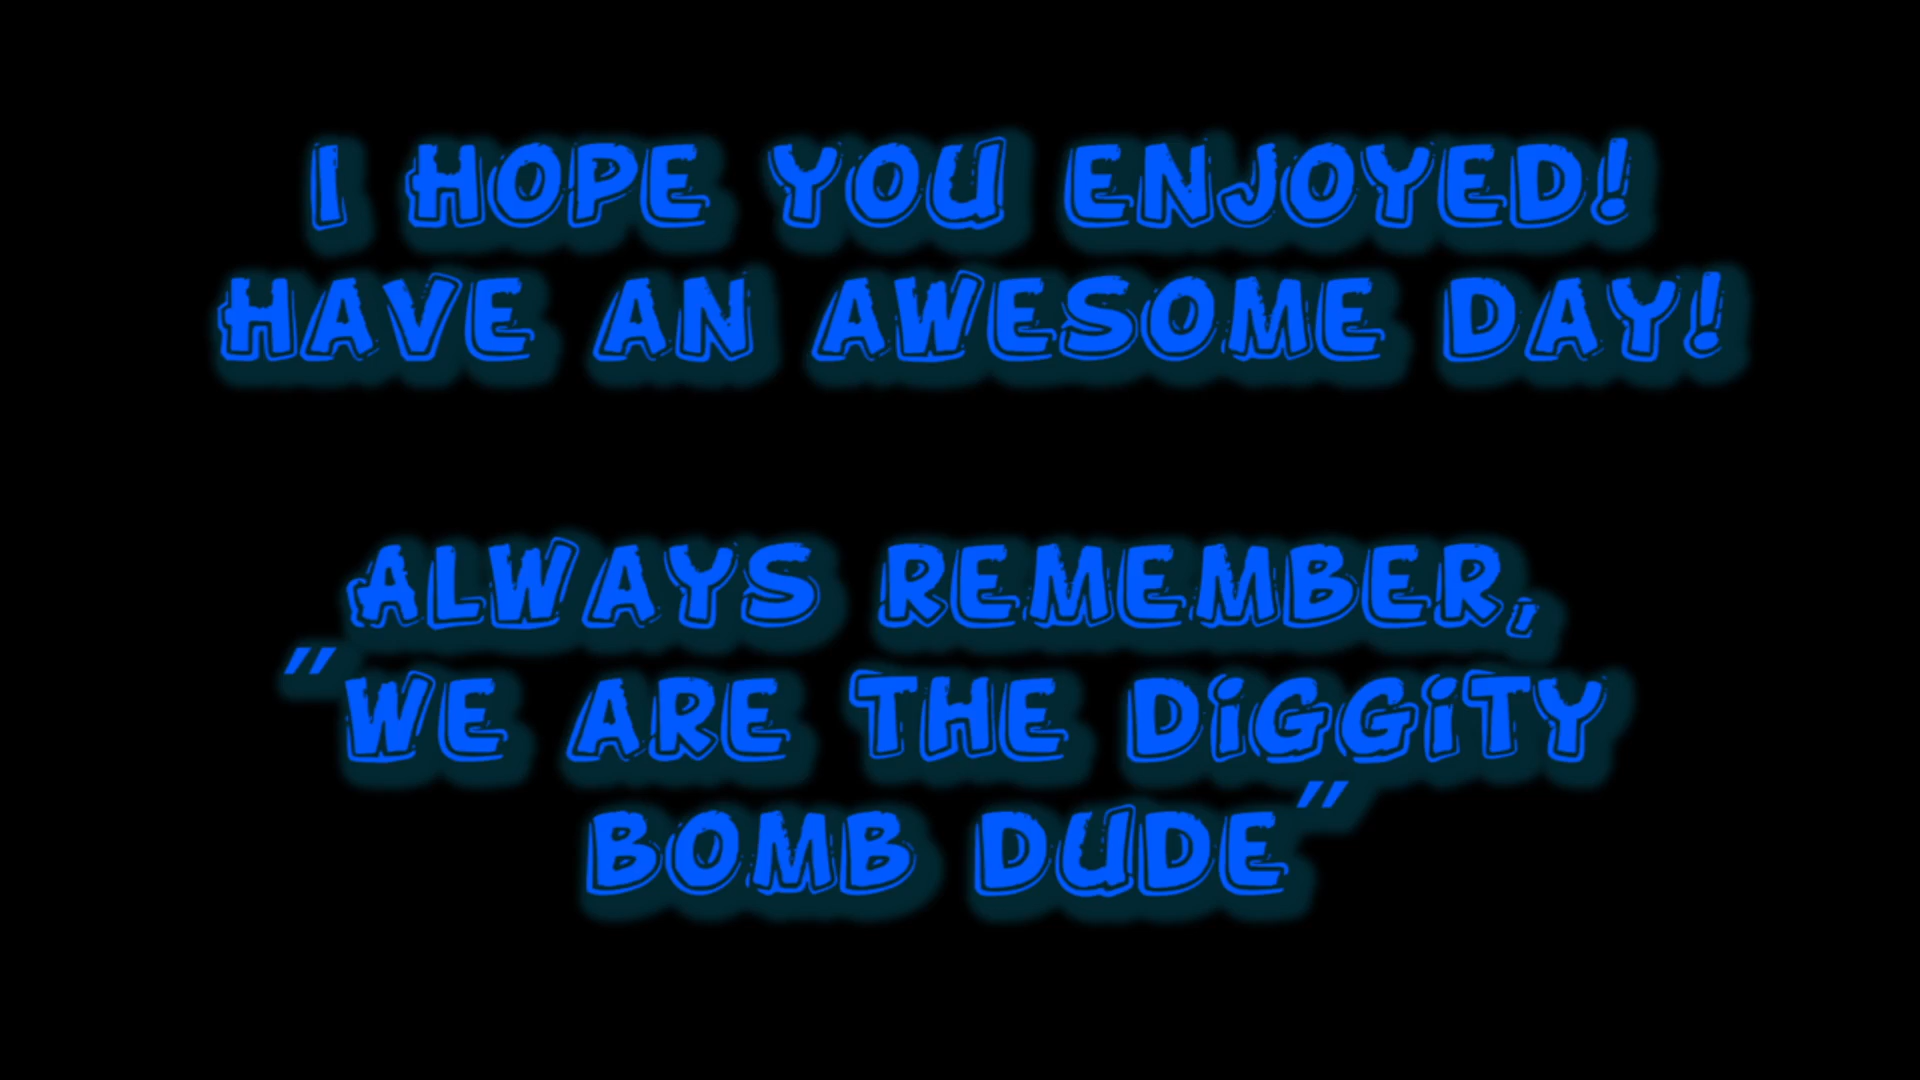 I HOPE YOU ENJOYED!
HAVE AN AWESOME DAY!
ALWAYS REMEMBER,
"WE ARE THE DiGGiTY
BOMB DUDE"